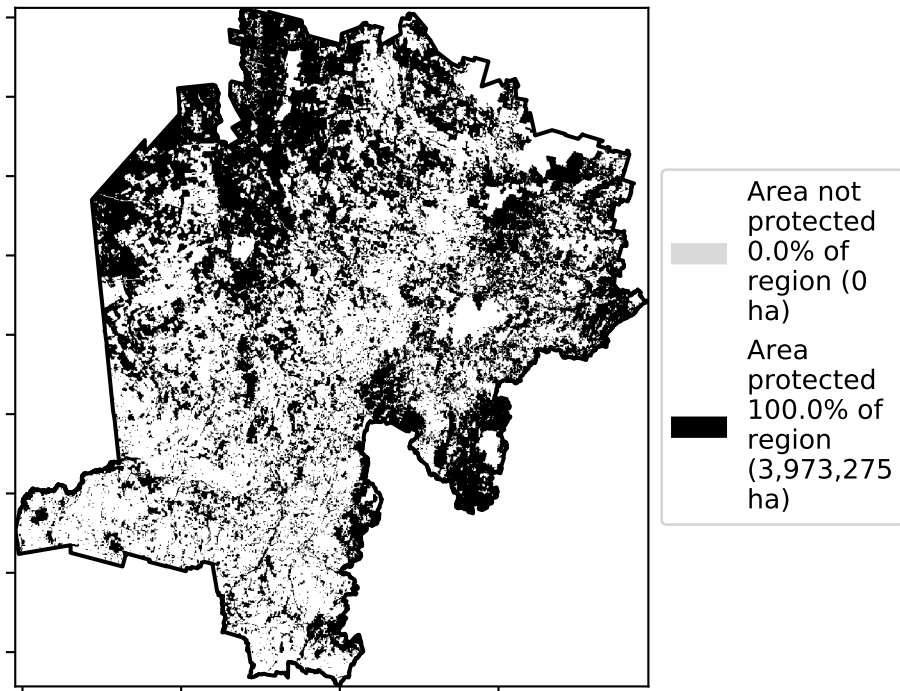 Area not
protected
0.0% of
region (0
ha)
Area
protected
100.0% of
region
(3,973,275
ha)